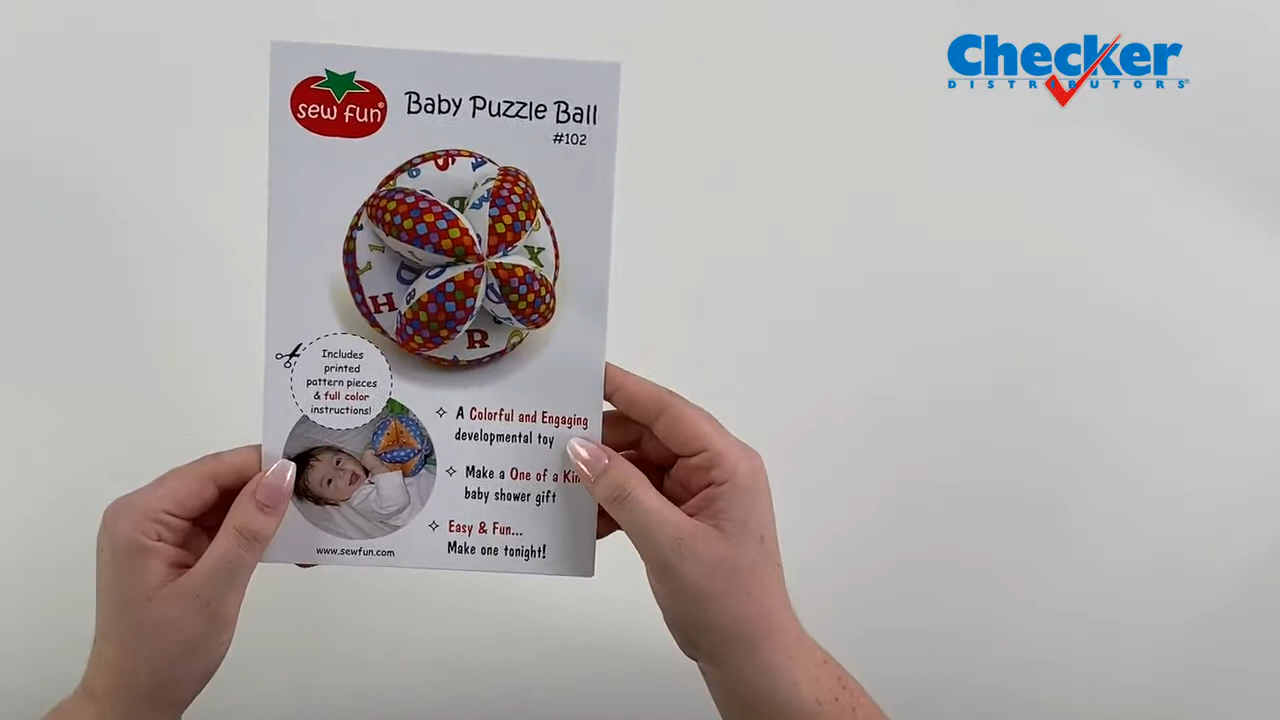 Checker
DISTRIBUTORS®
sew fun®
Baby Puzzle Ball
#102
Includes
printed
pattern pieces
& full color
instructions!
A Colorful and Engaging
developmental toy
Make a One of a
baby shower gift
Easy & Fun...
Make one tonight!
www.sewfun.com
H
R
X
S